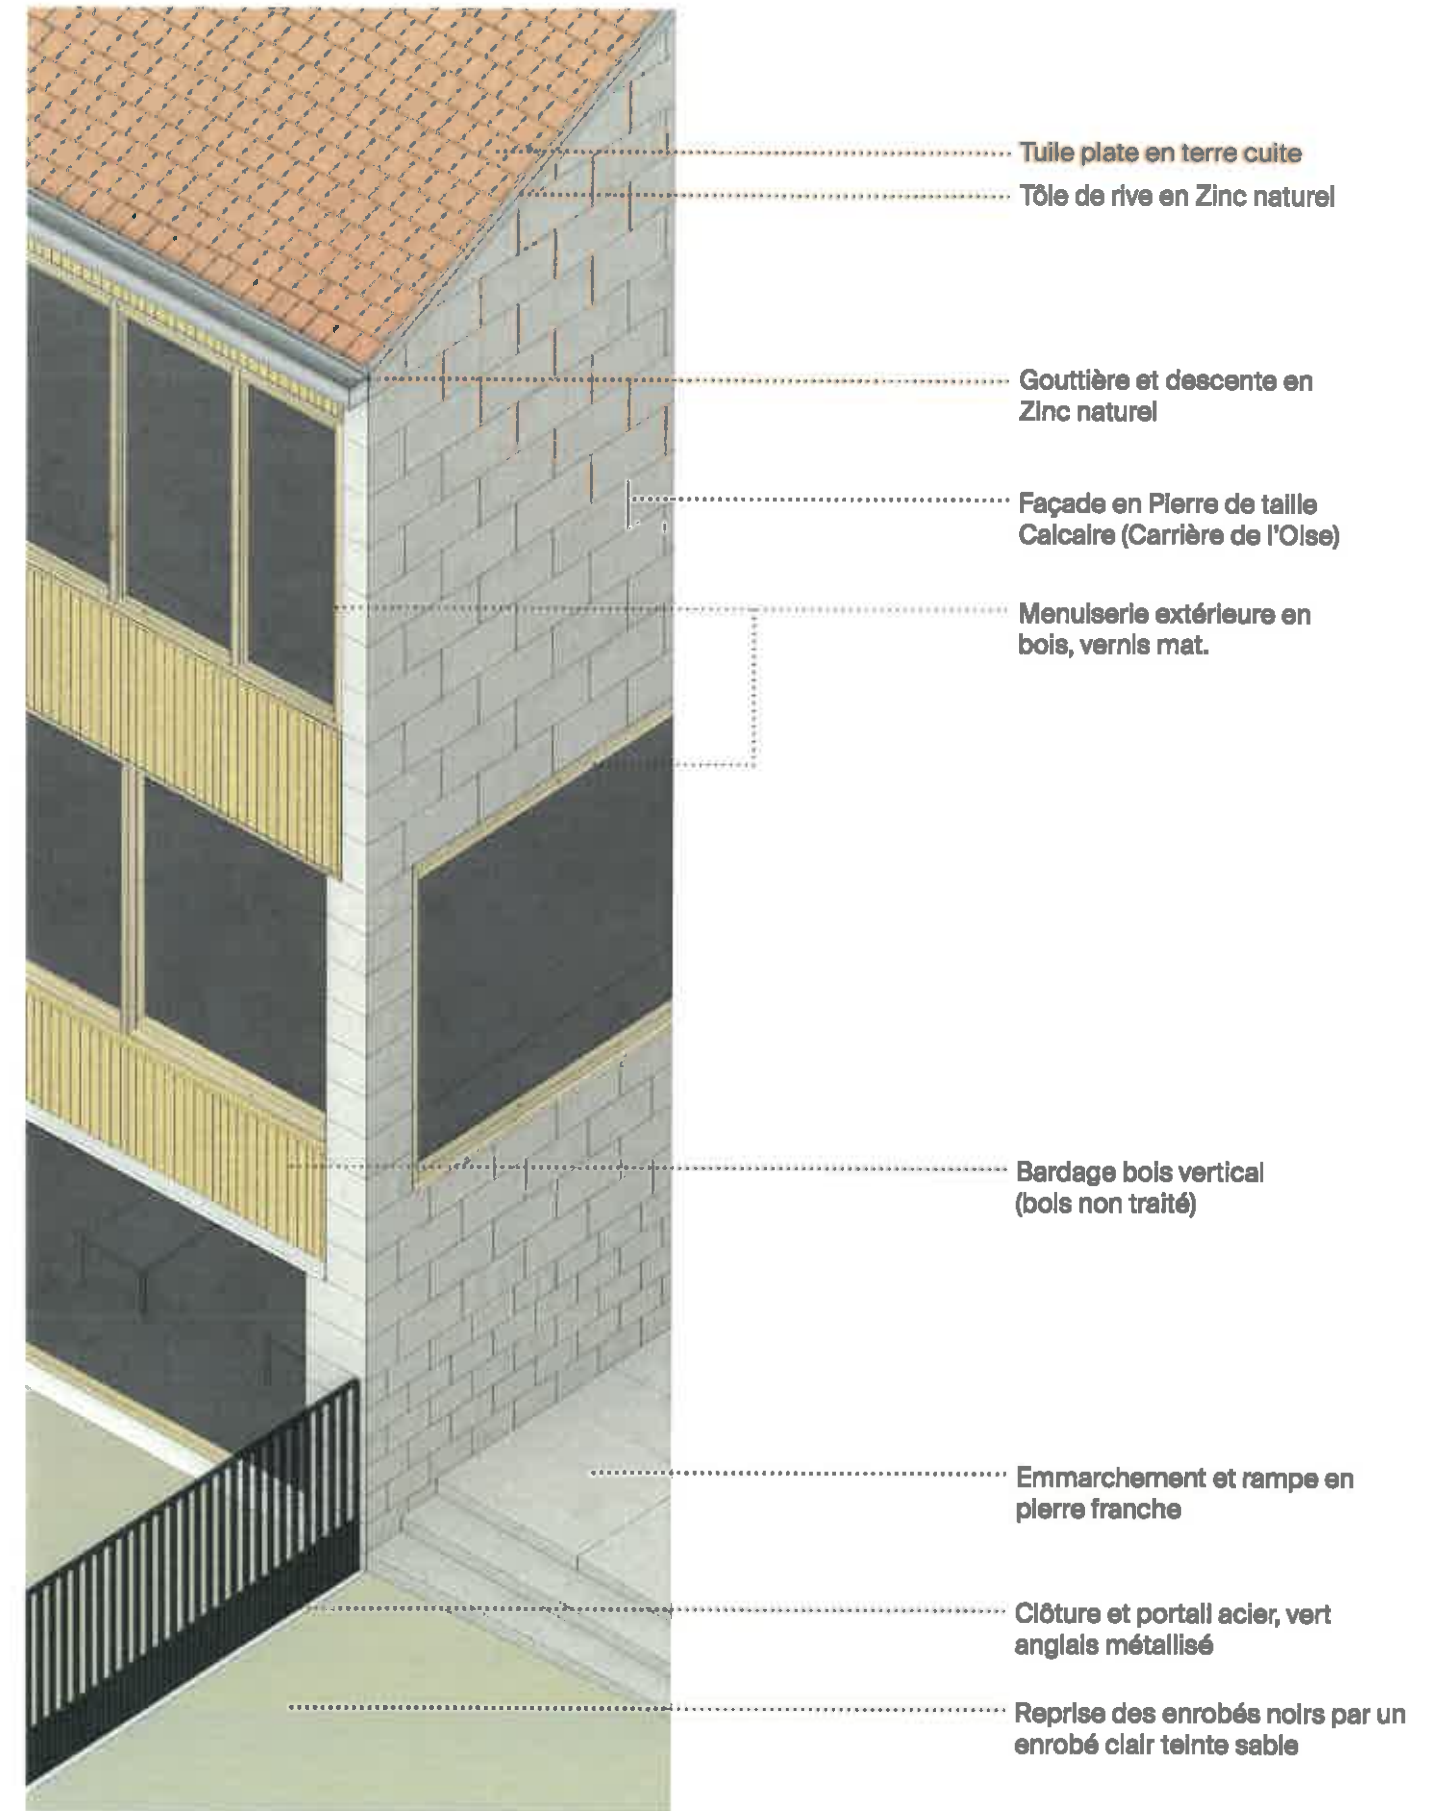 Tuile plate en terre cuite
Tôle de rive en Zinc naturel
Gouttière et descente en
Zinc naturel
Façade en Pierre de taille
Calcaire (Carrière de l'Oise)
Menuiserie extérieure en
bois, vernis mat.
Bardage bois vertical
(bois non traité)
Emmarchement et rampe en
pierre franche
Clôture et portail acier, vert
anglais métallisé
Reprise des enrobés noirs par un
enrobé clair teinte sable